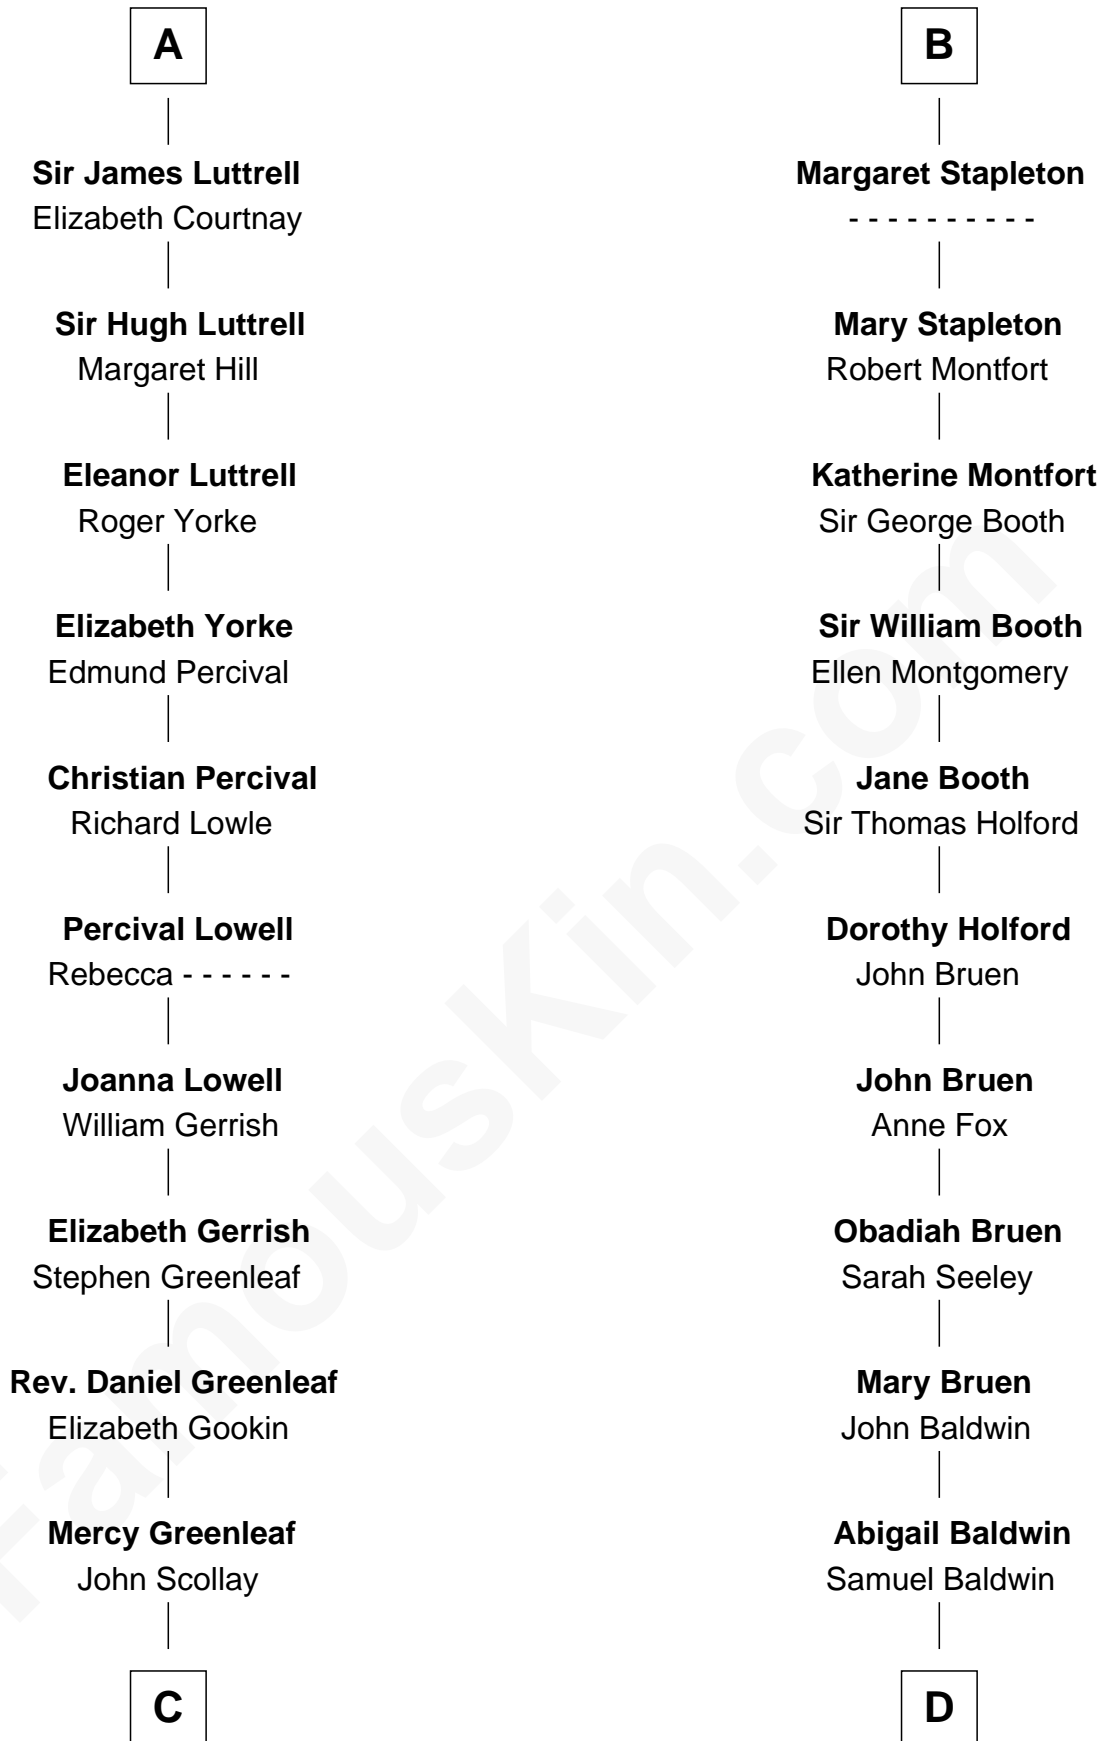 A
Sir James Luttrell
Elizabeth Courtnay
Sir Hugh Luttrell
Margaret Hill
Eleanor Luttrell
Roger Yorke
Elizabeth Yorke
Edmund Percival
Christian Percival
Richard Lowle
Percival Lowell
Rebecca - - - - - -
Joanna Lowell
William Gerrish
Elizabeth Gerrish
Stephen Greenleaf
Rev. Daniel Greenleaf
Elizabeth Gookin
Mercy Greenleaf
John Scollay
C
B
Margaret Stapleton
- - - - - - - - - -
Mary Stapleton
Robert Montfort
Katherine Montfort
Sir George Booth
Sir William Booth
Ellen Montgomery
Jane Booth
Sir Thomas Holford
Dorothy Holford
John Bruen
John Bruen
Anne Fox
Obadiah Bruen
Sarah Seeley
Mary Bruen
John Baldwin
Abigail Baldwin
Samuel Baldwin
D
FamousKin.com